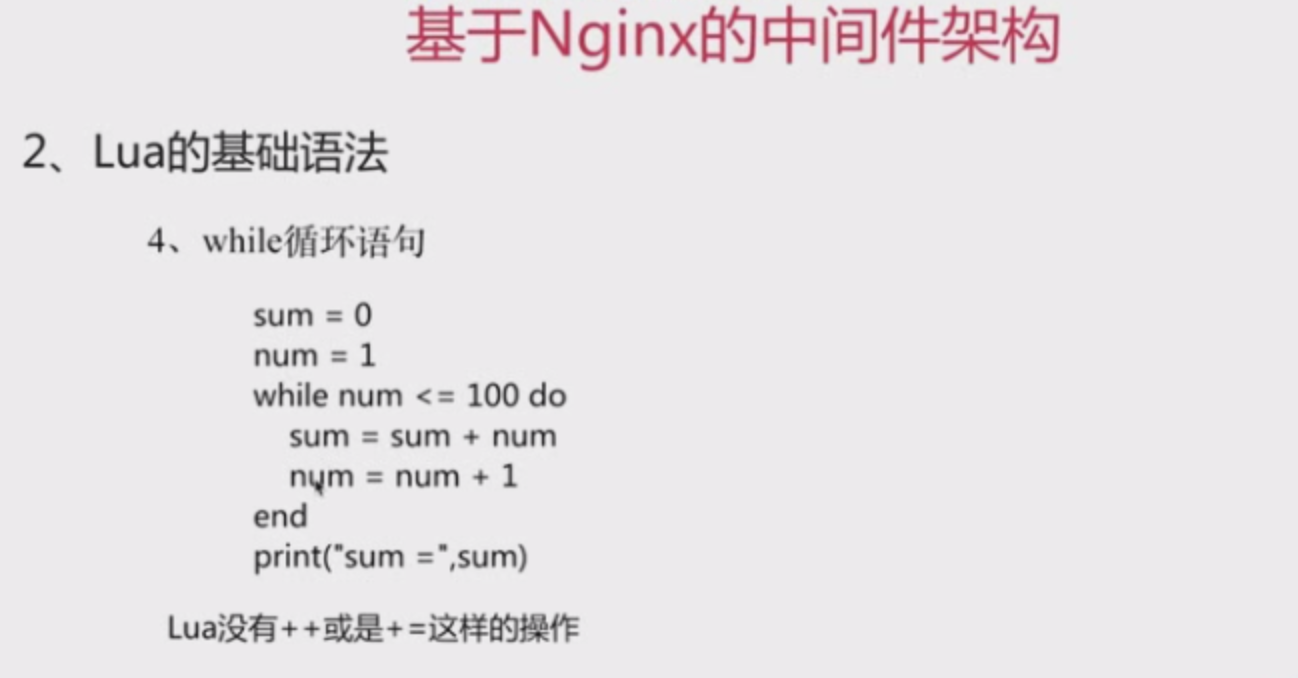 基于Nginx的中间件架构
2、Lua的基础语法
4、while循环语句
sum = 0
num = 1
while num <= 100 do
sum = sum + num
num = num + 1
end
print("sum =",sum)
Lua没有++或是+=这样的操作